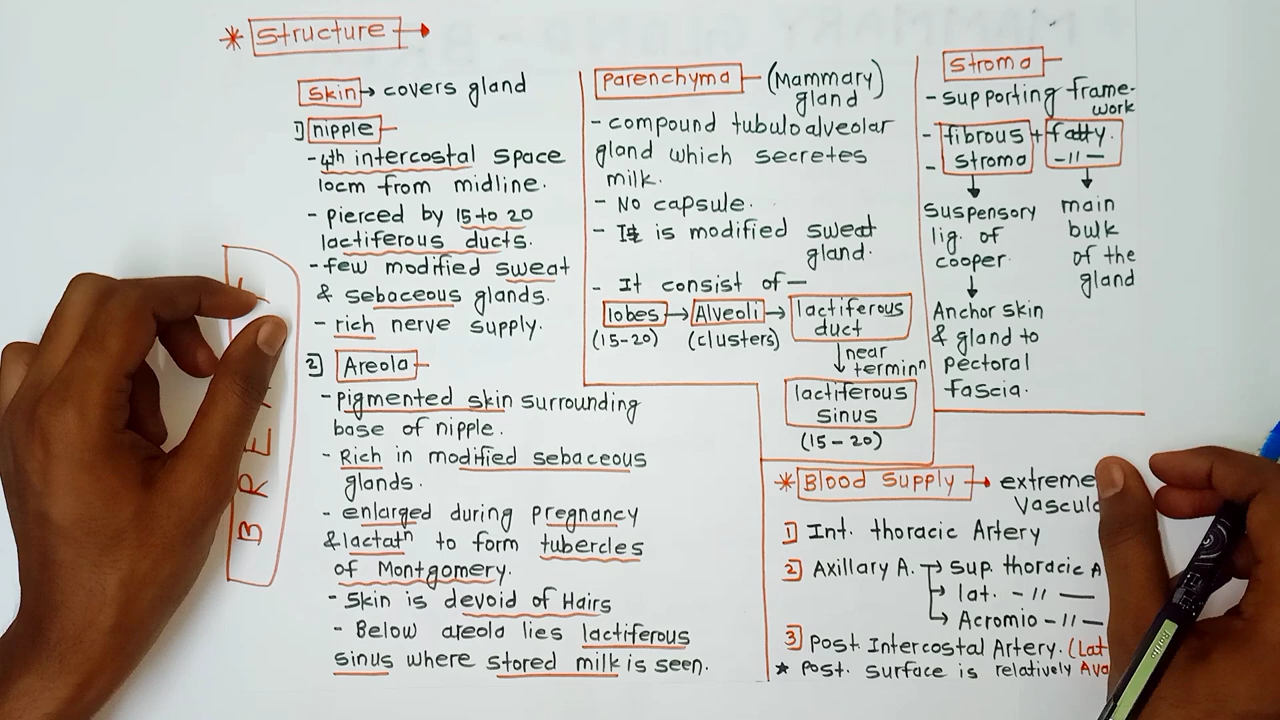 * Structure →
Skin → covers gland
1) nipple –
- 4th intercostal space
10cm from midline.
- pierced by 15 to 20
lactiferous ducts.
- few modified sweat
& sebaceous glands.
- rich nerve supply.
2) Areola –
- Pigmented skin surrounding
base of nipple.
- Rich in modified sebaceous
glands.
- enlarged during pregnancy
& lactatⁿ to form tubercles
of Montgomery.
- Skin is devoid of Hairs
- Below areola lies lactiferous
sinus where stored milk is seen.
Parenchyma – (Mammary
gland)
- compound tubuloalveolar
gland which secretes
milk.
- No capsule.
- It is modified sweat
gland.
- It consist of —
lobes → Alveoli → lactiferous
duct
(15-20) (clusters)
↓ near
terminⁿ
lactiferous
sinus
(15-20)
Stroma –
- supporting frame-
work
- fibrous + fatty.
- stroma -〃-
↓ ↓
Suspensory
lig. of
cooper.
↓
Anchor skin
& gland to
pectoral
fascia.
main
bulk
of the
gland
* Blood Supply → extreme
1) Int. thoracic Artery
2) Axillary A. → Sup. thoracic A
→ lat. -〃-
→ Acromio -〃-
3) Post Intercostal Artery. (Lat
* Post. surface is relatively
BRE